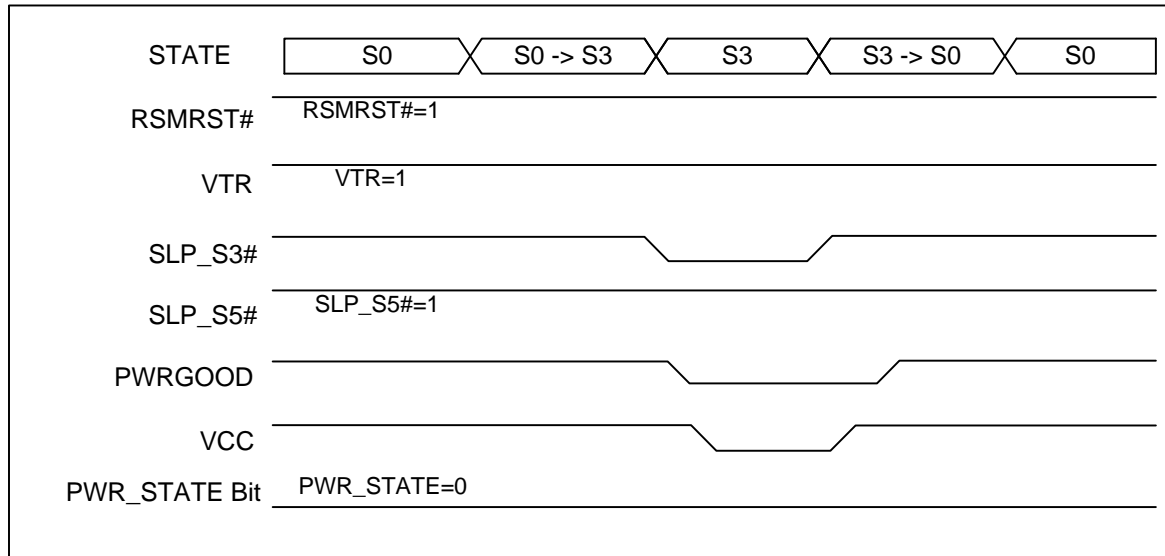 STATE S0 S0 -> S3 S3 S3 -> S0 S0
RSMRST# RSMRST#=1
VTR VTR=1
SLP_S3#
SLP_S5# SLP_S5#=1
PWRGOOD
VCC
PWR_STATE Bit PWR_STATE=0